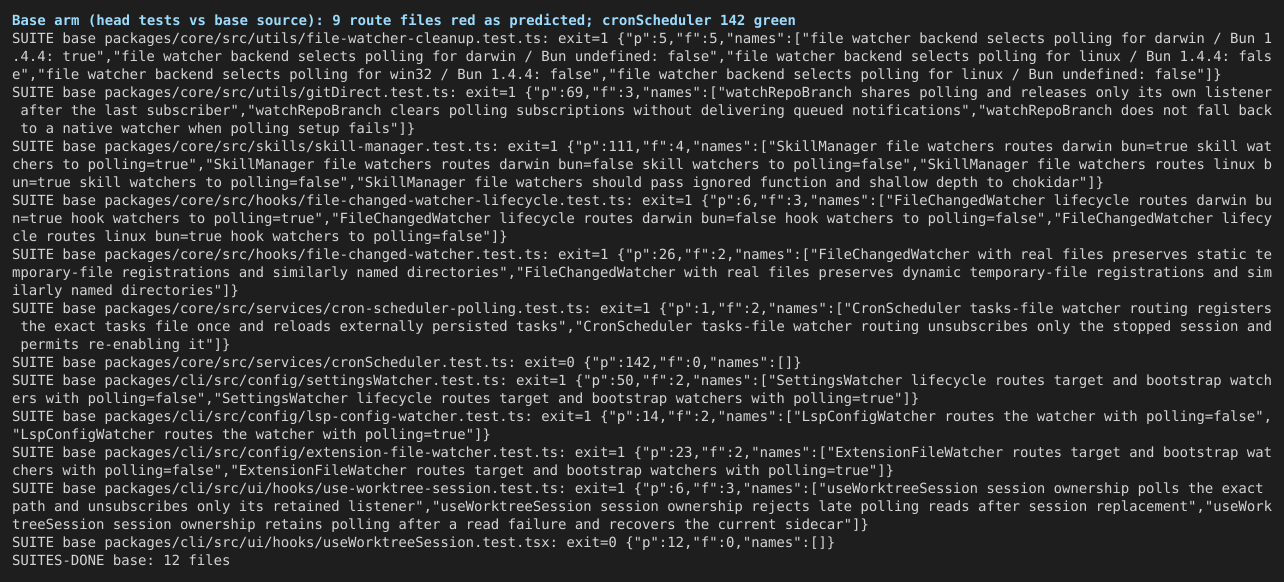 Base arm (head tests vs base source): 9 route files red as predicted; cronScheduler 142 green
SUITE base packages/core/src/utils/file-watcher-cleanup.test.ts: exit=1 {"p":5,"f":5,"names":["file watcher backend selects polling for darwin / Bun 1
.4.4: true","file watcher backend selects polling for darwin / Bun undefined: false","file watcher backend selects polling for linux / Bun 1.4.4: fals
e","file watcher backend selects polling for win32 / Bun 1.4.4: false","file watcher backend selects polling for linux / Bun undefined: false"]}
SUITE base packages/core/src/utils/gitDirect.test.ts: exit=1 {"p":69,"f":3,"names":["watchRepoBranch shares polling and releases only its own listener
 after the last subscriber","watchRepoBranch clears polling subscriptions without delivering queued notifications","watchRepoBranch does not fall back
 to a native watcher when polling setup fails"]}
SUITE base packages/core/src/skills/skill-manager.test.ts: exit=1 {"p":111,"f":4,"names":["SkillManager file watchers routes darwin bun=true skill wat
chers to polling=true","SkillManager file watchers routes darwin bun=false skill watchers to polling=false","SkillManager file watchers routes linux b
un=true skill watchers to polling=false","SkillManager file watchers should pass ignored function and shallow depth to chokidar"]}
SUITE base packages/core/src/hooks/file-changed-watcher-lifecycle.test.ts: exit=1 {"p":6,"f":3,"names":["FileChangedWatcher lifecycle routes darwin bu
n=true hook watchers to polling=true","FileChangedWatcher lifecycle routes darwin bun=false hook watchers to polling=false","FileChangedWatcher lifecy
cle routes linux bun=true hook watchers to polling=false"]}
SUITE base packages/core/src/hooks/file-changed-watcher.test.ts: exit=1 {"p":26,"f":2,"names":["FileChangedWatcher with real files preserves static te
mporary-file registrations and similarly named directories","FileChangedWatcher with real files preserves dynamic temporary-file registrations and sim
ilarly named directories"]}
SUITE base packages/core/src/services/cron-scheduler-polling.test.ts: exit=1 {"p":1,"f":2,"names":["CronScheduler tasks-file watcher routing registers
 the exact tasks file once and reloads externally persisted tasks","CronScheduler tasks-file watcher routing unsubscribes only the stopped session and
 permits re-enabling it"]}
SUITE base packages/core/src/services/cronScheduler.test.ts: exit=0 {"p":142,"f":0,"names":[]}
SUITE base packages/cli/src/config/settingsWatcher.test.ts: exit=1 {"p":50,"f":2,"names":["SettingsWatcher lifecycle routes target and bootstrap watch
ers with polling=false","SettingsWatcher lifecycle routes target and bootstrap watchers with polling=true"]}
SUITE base packages/cli/src/config/lsp-config-watcher.test.ts: exit=1 {"p":14,"f":2,"names":["LspConfigWatcher routes the watcher with polling=false",
"LspConfigWatcher routes the watcher with polling=true"]}
SUITE base packages/cli/src/config/extension-file-watcher.test.ts: exit=1 {"p":23,"f":2,"names":["ExtensionFileWatcher routes target and bootstrap wat
chers with polling=false","ExtensionFileWatcher routes target and bootstrap watchers with polling=true"]}
SUITE base packages/cli/src/ui/hooks/use-worktree-session.test.ts: exit=1 {"p":6,"f":3,"names":["useWorktreeSession session ownership polls the exact
path and unsubscribes only its retained listener","useWorktreeSession session ownership rejects late polling reads after session replacement","useWork
treeSession session ownership retains polling after a read failure and recovers the current sidecar"]}
SUITE base packages/cli/src/ui/hooks/useWorktreeSession.test.tsx: exit=0 {"p":12,"f":0,"names":[]}
SUITES-DONE base: 12 files